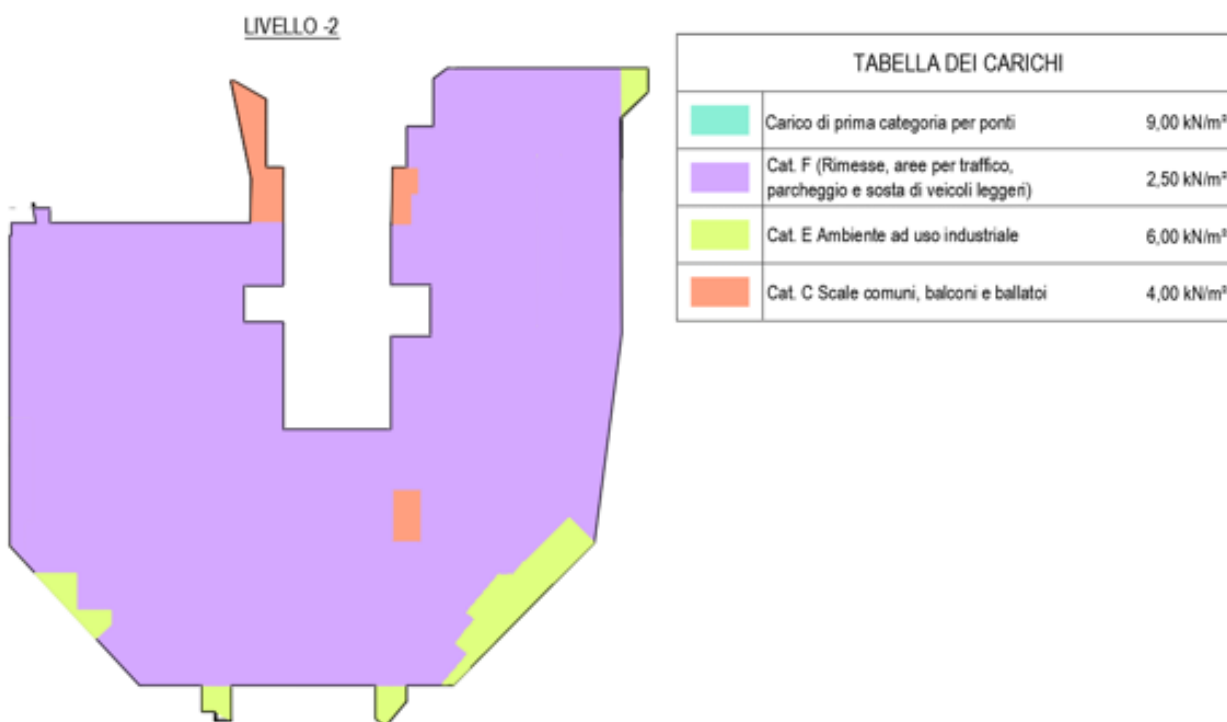 LIVELLO -2
TABELLA DEI CARICHI
Carico di prima categoria per ponti 9,00 kN/m²
Cat. F (Rimesse, aree per traffico,
parcheggio e sosta di veicoli leggeri) 2,50 kN/m²
Cat. E Ambiente ad uso industriale 6,00 kN/m²
Cat. C Scale comuni, balconi e ballatoi 4,00 kN/m²